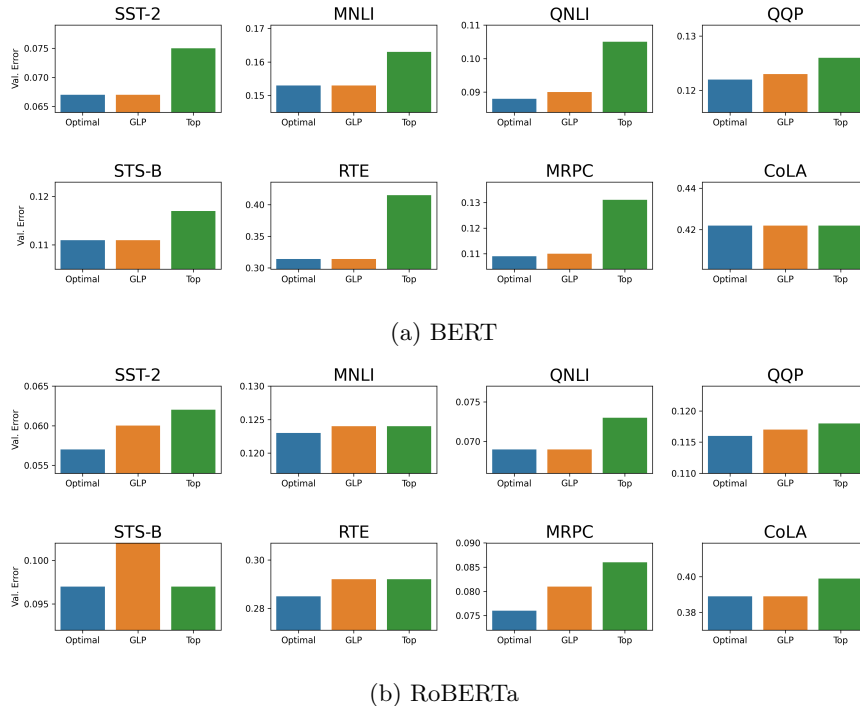 SST-2 MNLI QNLI QQP
Val. Error
0.075
0.070
0.065
Optimal GLP Top
0.17
0.16
0.15
Optimal GLP Top
0.11
0.10
0.09
Optimal GLP Top
0.13
0.12
Optimal GLP Top
STS-B RTE MRPC CoLA
Val. Error
0.12
0.11
Optimal GLP Top
0.40
0.35
0.30
Optimal GLP Top
0.13
0.12
0.11
Optimal GLP Top
0.44
0.42
Optimal GLP Top
(a) BERT
SST-2 MNLI QNLI QQP
Val. Error
0.065
0.060
0.055
Optimal GLP Top
0.130
0.125
0.120
Optimal GLP Top
0.075
0.070
Optimal GLP Top
0.120
0.115
0.110
Optimal GLP Top
STS-B RTE MRPC CoLA
Val. Error
0.100
0.095
Optimal GLP Top
0.30
0.28
Optimal GLP Top
0.090
0.085
0.080
0.075
Optimal GLP Top
0.40
0.38
Optimal GLP Top
(b) RoBERTa